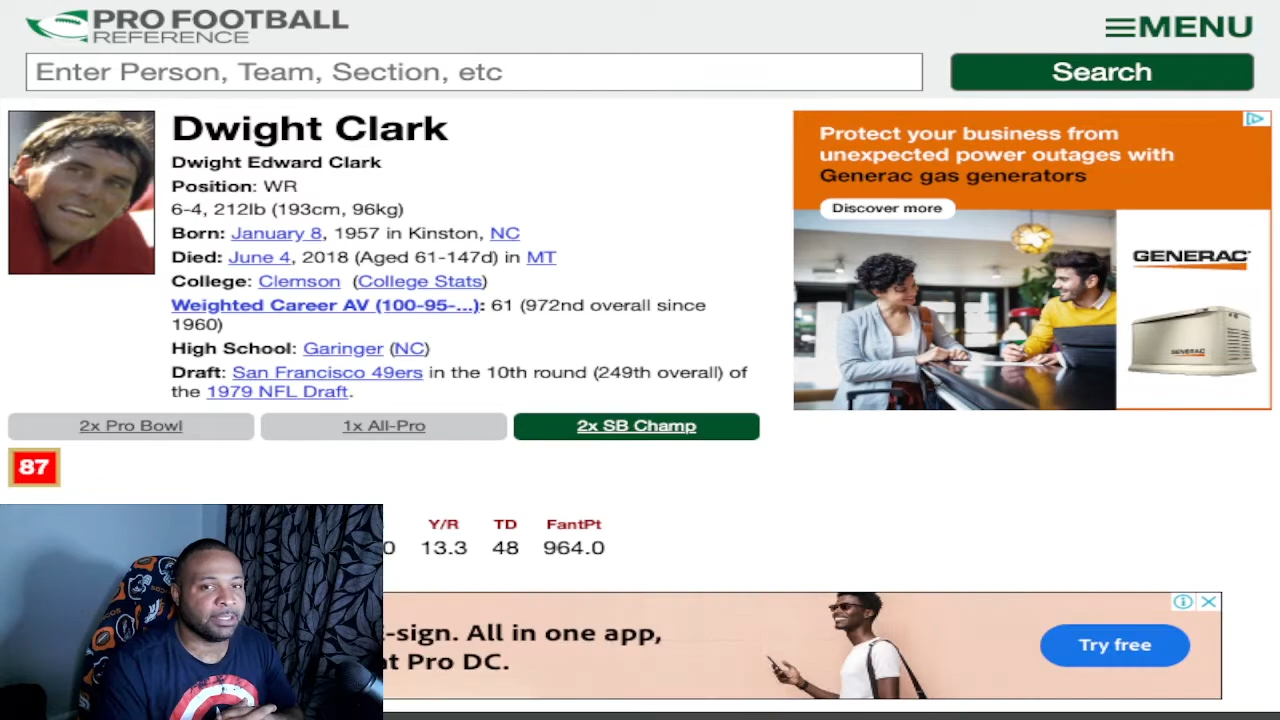 PRO FOOTBALL
REFERENCE
MENU
Enter Person, Team, Section, etc
Search
Dwight Clark
Dwight Edward Clark
Position: WR
6-4, 212lb (193cm, 96kg)
Born: January 8, 1957 in Kinston, NC
Died: June 4, 2018 (Aged 61-147d) in MT
College: Clemson (College Stats)
Weighted Career AV (100-95-...): 61 (972nd overall since
1960)
High School: Garinger (NC)
Draft: San Francisco 49ers in the 10th round (249th overall) of
the 1979 NFL Draft.
Protect your business from
unexpected power outages with
Generac gas generators
Discover more
GENERAC
GENERAC
2x Pro Bowl
1x All-Pro
2x SB Champ
87
Y/R TD FantPt
0 13.3 48 964.0
-sign. All in one app,
t Pro DC.
Try free